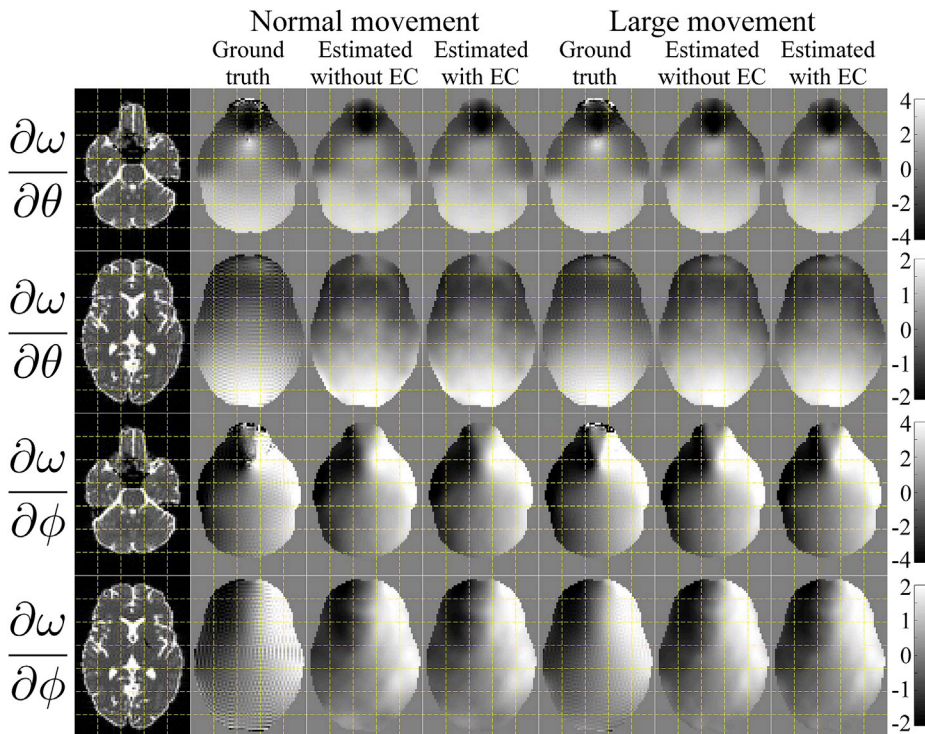 Normal movement Large movement
Ground Estimated Estimated Ground Estimated Estimated
truth without EC with EC truth without EC with EC
∂ω
∂θ
4
2
0
-2
-4
∂ω
∂θ
2
1
0
-1
-2
∂ω
∂ϕ
4
2
0
-2
-4
∂ω
∂ϕ
2
1
0
-1
-2